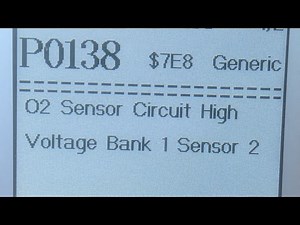 P0138 $7E8 Generic
O2 Sensor Circuit High
Voltage Bank 1 Sensor 2